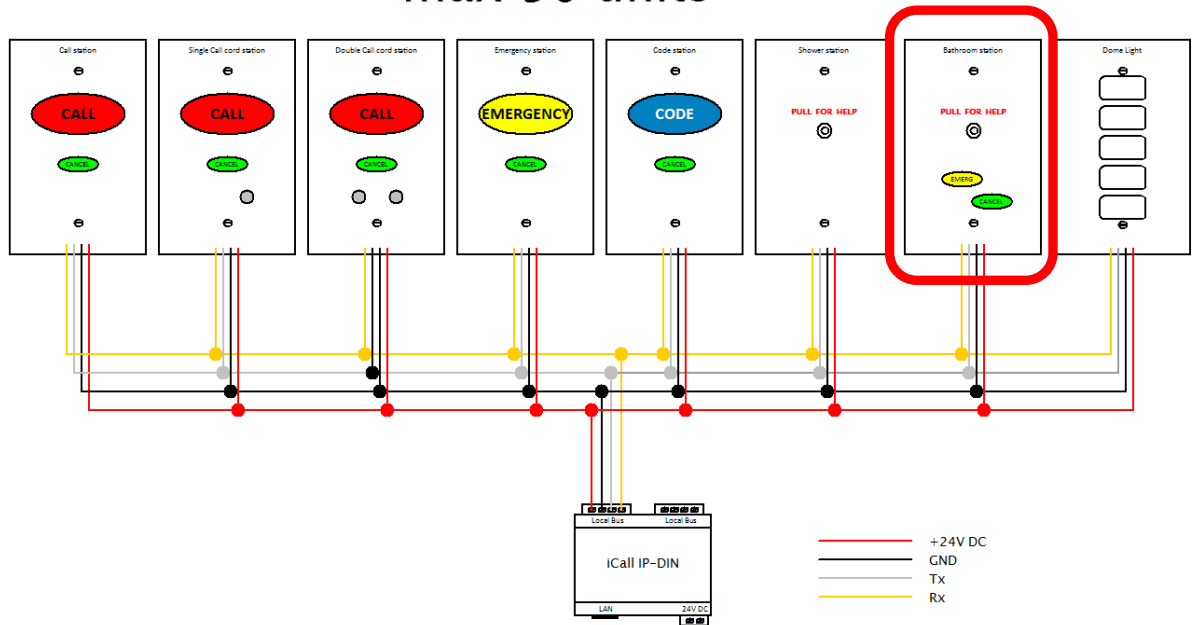 Call station
Single Call cord station
Double Call cord station
Emergency station
Code station
Shower station
Bathroom station
Dome Light
CALL
CALL
CALL
EMERGENCY
CODE
PULL FOR HELP
PULL FOR HELP
CANCEL
CANCEL
CANCEL
CANCEL
CANCEL
EMERG
CANCEL
Local Bus
Local Bus
iCall IP-DIN
LAN
24V DC
+24V DC
GND
Tx
Rx